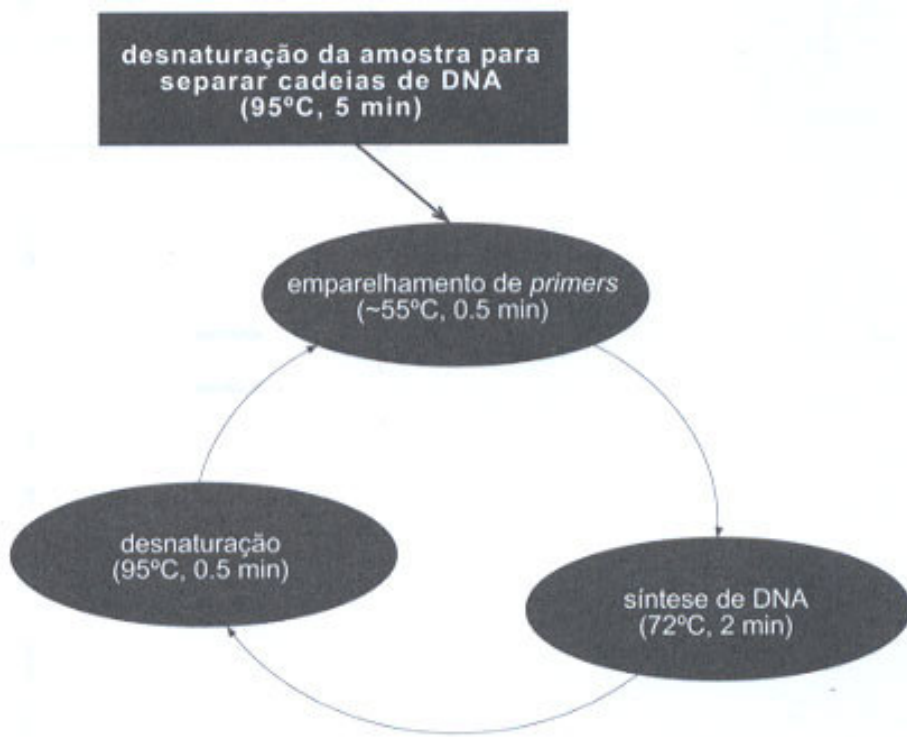 desnaturação da amostra para
separar cadeias de DNA
(95ºC, 5 min)
emparelhamento de primers
(~55ºC, 0.5 min)
síntese de DNA
(72ºC, 2 min)
desnaturação
(95ºC, 0.5 min)